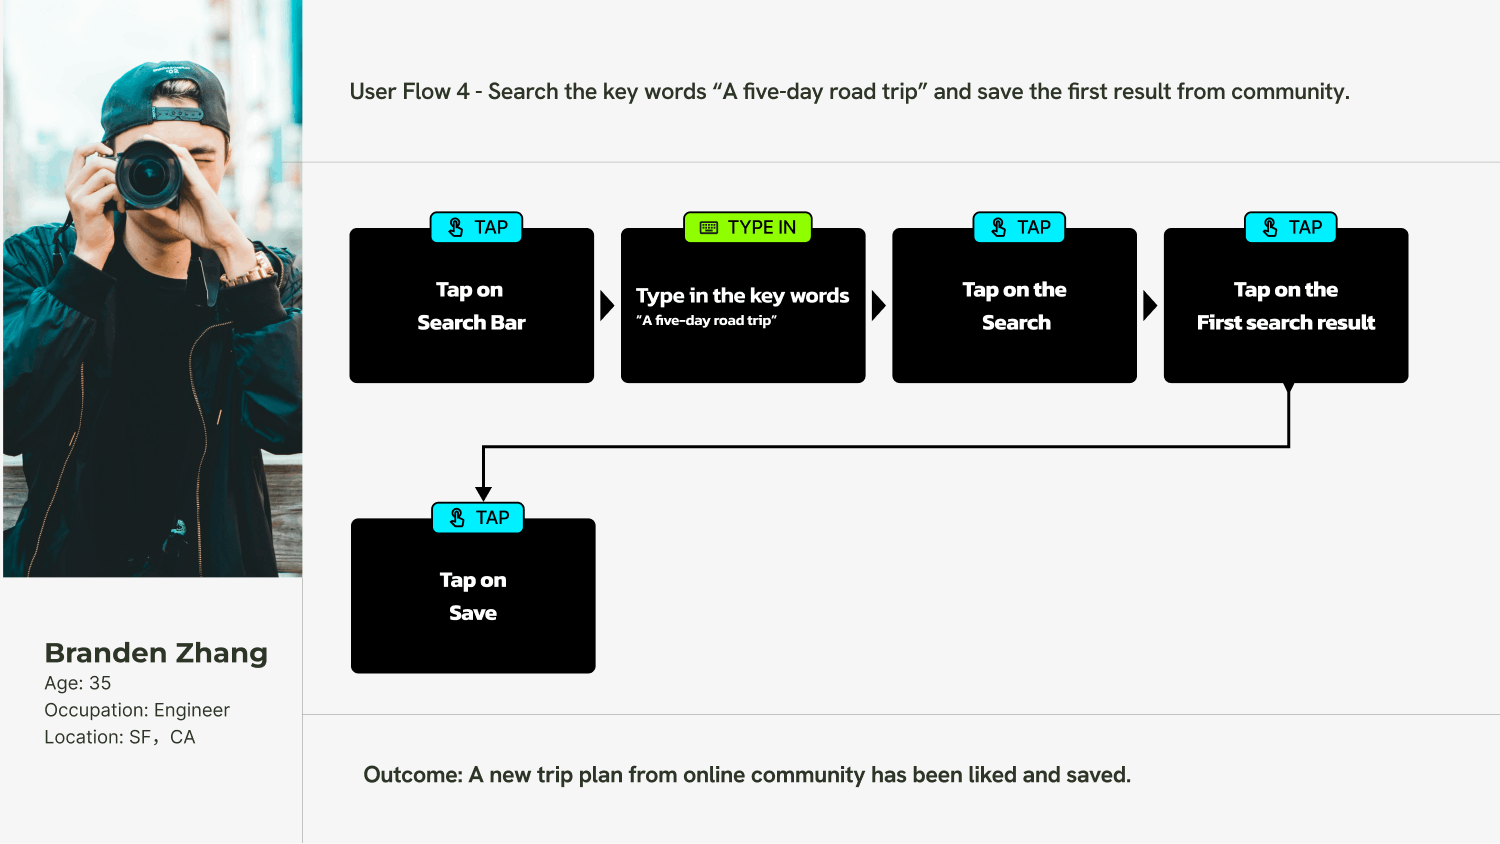 User Flow 4 - Search the key words “A five-day road trip” and save the first result from community.
TAP
Tap on
Search Bar
TYPE IN
Type in the key words
“A five-day road trip”
TAP
Tap on the
Search
TAP
Tap on the
First search result
TAP
Tap on
Save
Branden Zhang
Age: 35
Occupation: Engineer
Location: SF，CA
Outcome: A new trip plan from online community has been liked and saved.